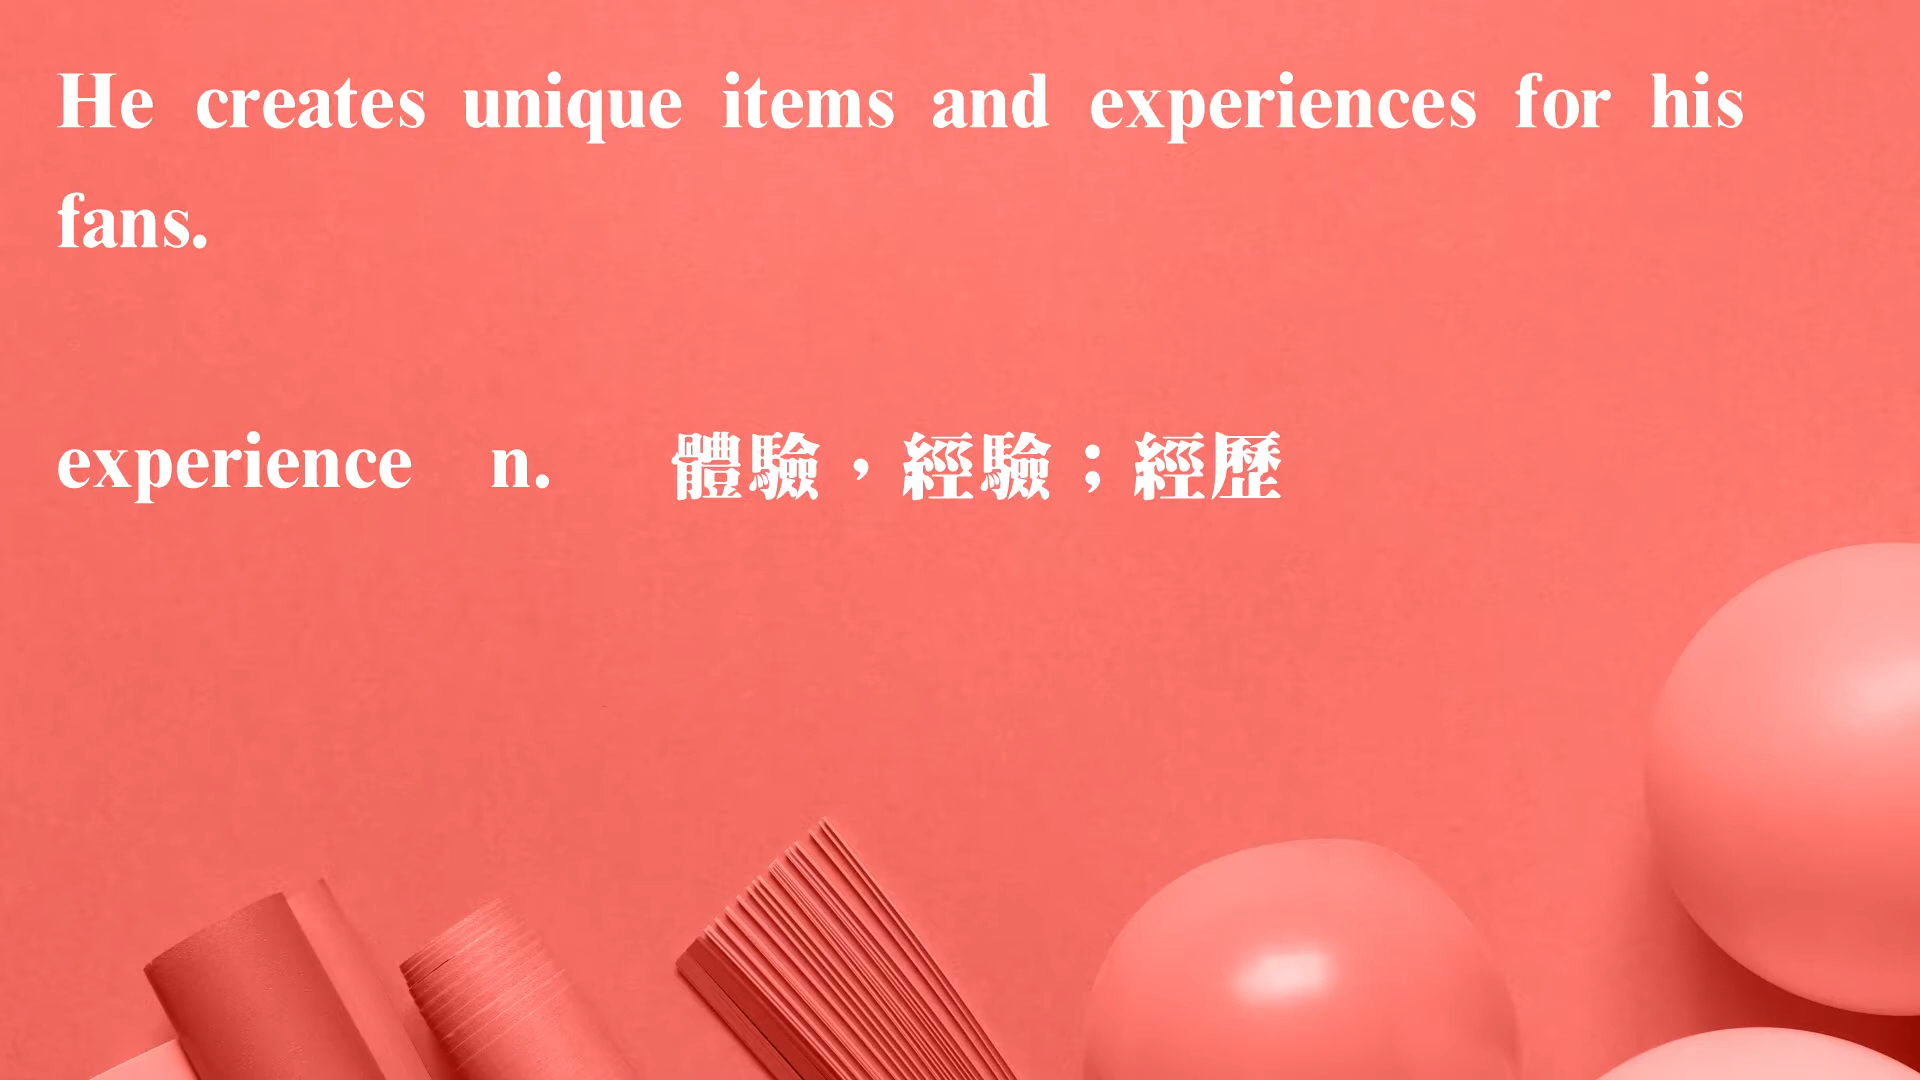 He creates unique items and experiences for his
fans.
experience n. 體驗，經驗；經歷